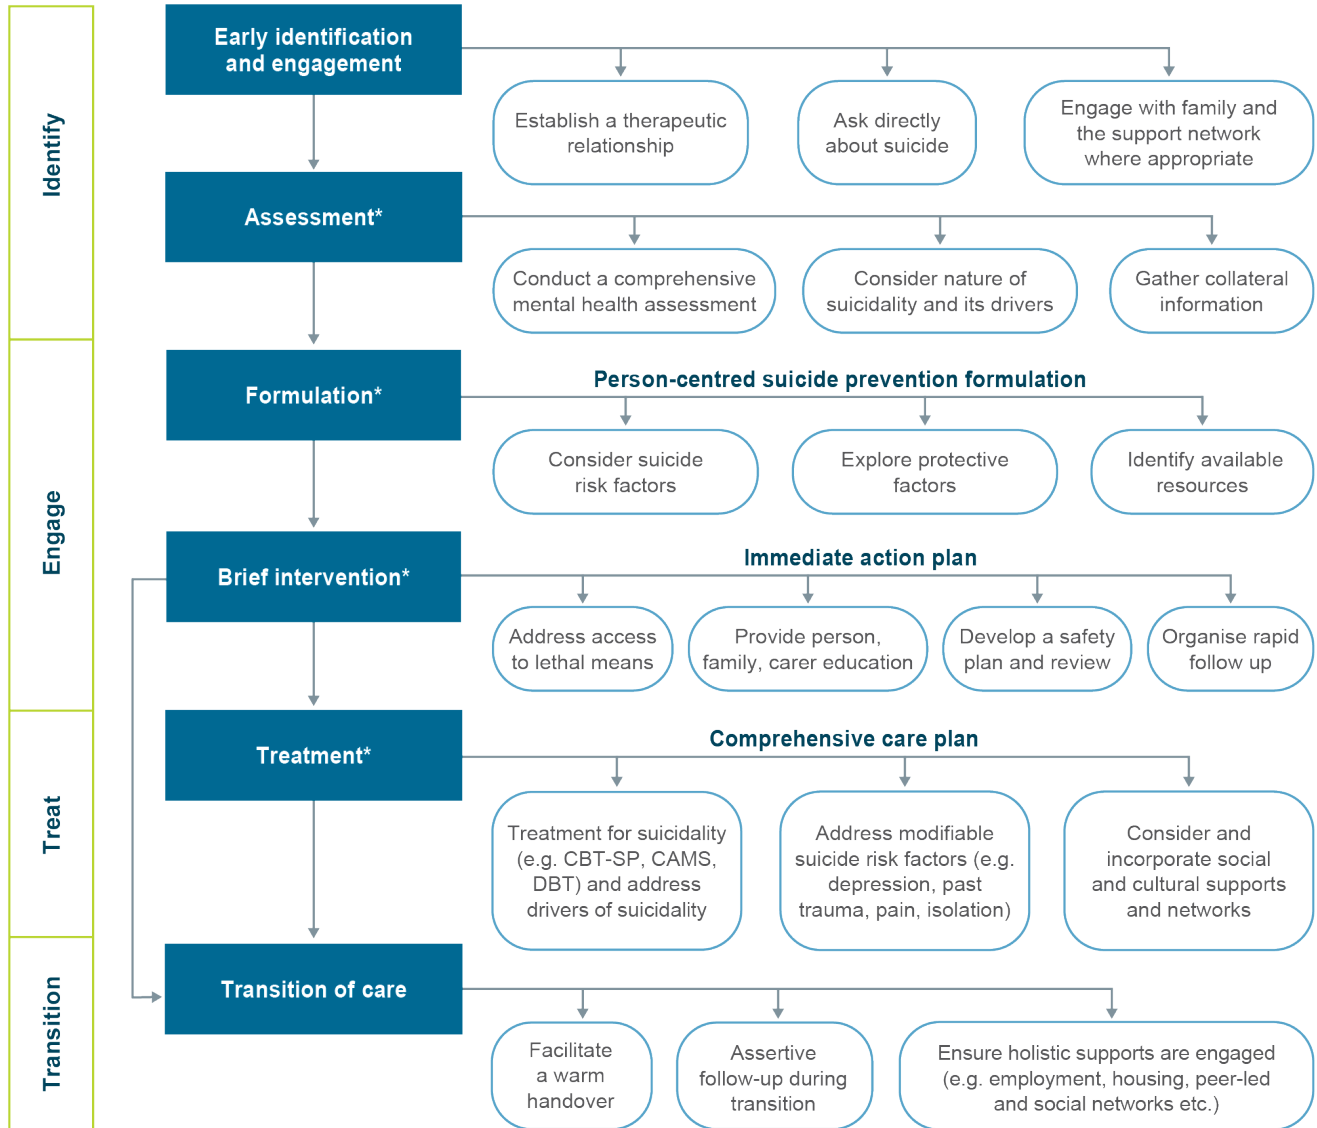 Identify
Early identification
and engagement
Establish a therapeutic
relationship
Ask directly
about suicide
Engage with family and
the support network
where appropriate
Assessment*
Conduct a comprehensive
mental health assessment
Consider nature of
suicidality and its drivers
Gather collateral
information
Engage
Formulation*
Person-centred suicide prevention formulation
Consider suicide
risk factors
Explore protective
factors
Identify available
resources
Brief intervention*
Immediate action plan
Address access
to lethal means
Provide person,
family, carer education
Develop a safety
plan and review
Organise rapid
follow up
Treat
Treatment*
Comprehensive care plan
Treatment for suicidality
(e.g. CBT-SP, CAMS,
DBT) and address
drivers of suicidality
Address modifiable
suicide risk factors (e.g.
depression, past
trauma, pain, isolation)
Consider and
incorporate social
and cultural supports
and networks
Transition
Transition of care
Facilitate
a warm
handover
Assertive
follow-up during
transition
Ensure holistic supports are engaged
(e.g. employment, housing, peer-led
and social networks etc.)